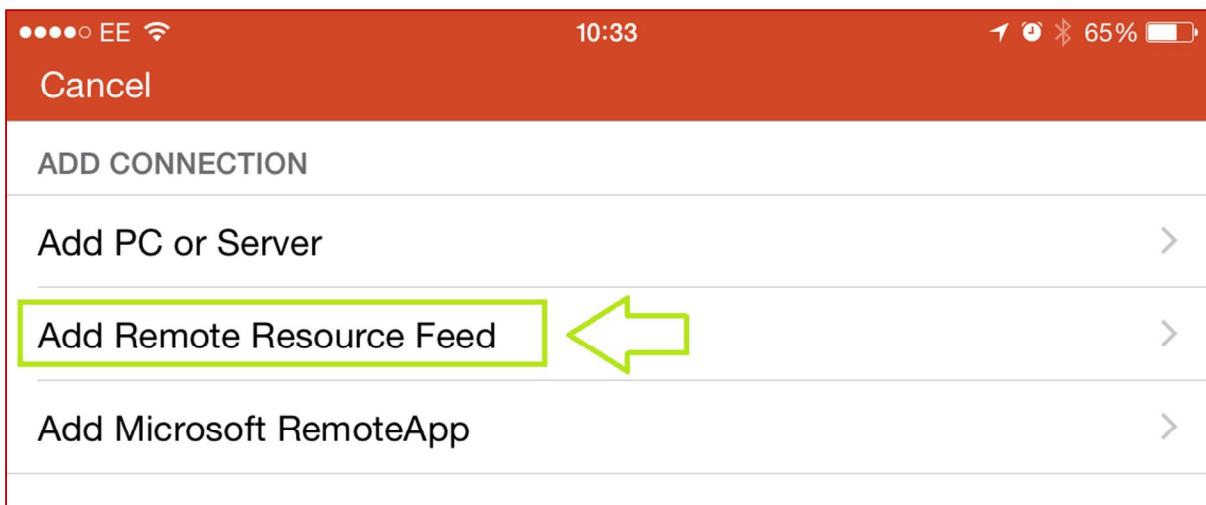 EE 10:33 65%
Cancel
ADD CONNECTION
Add PC or Server
Add Remote Resource Feed
Add Microsoft RemoteApp